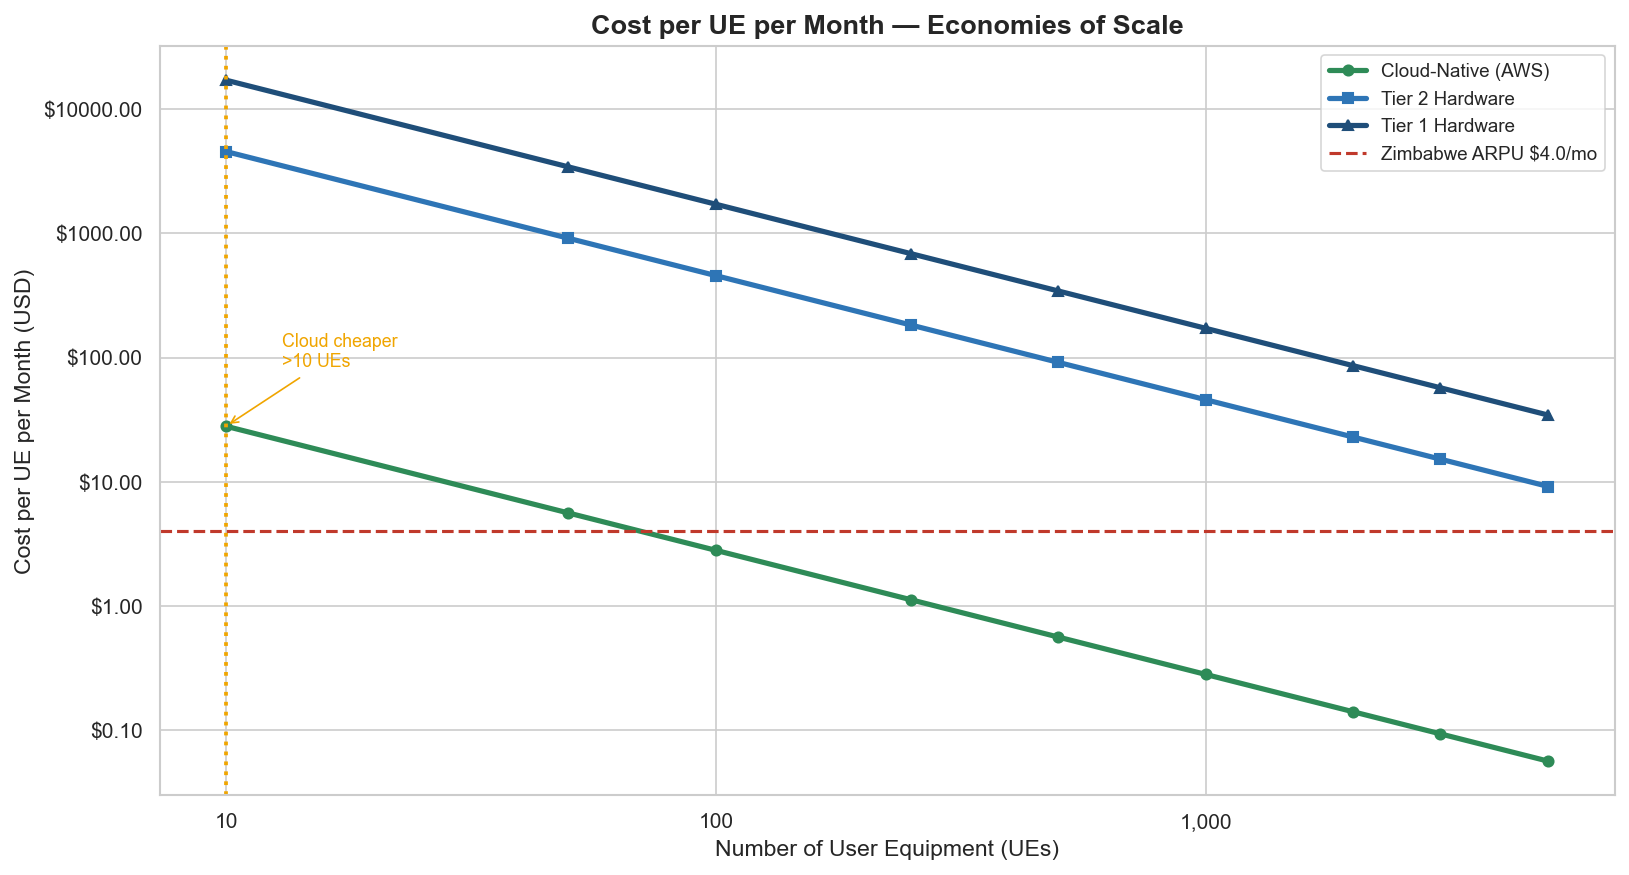 Cost per UE per Month — Economies of Scale
Cloud-Native (AWS)
Tier 2 Hardware
Tier 1 Hardware
Zimbabwe ARPU $4.0/mo
Cost per UE per Month (USD)
$10000.00
$1000.00
$100.00
$10.00
$1.00
$0.10
Cloud cheaper
>10 UEs
10
100
1,000
Number of User Equipment (UEs)